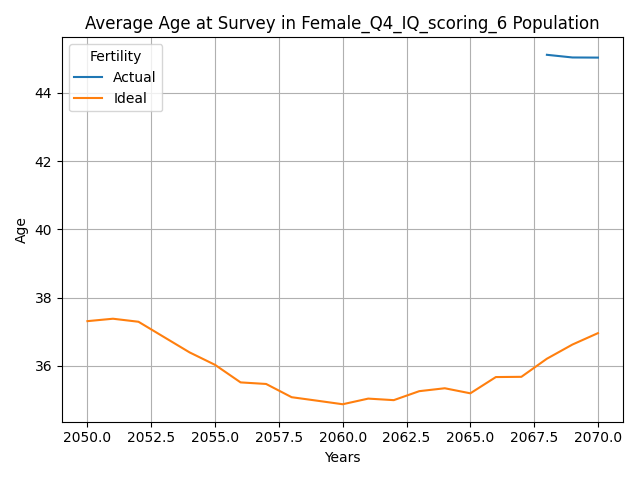 Average Age at Survey in Female_Q4_IQ_scoring_6 Population
Fertility
Actual
Ideal
44
42
40
38
36
Age
2050.0 2052.5 2055.0 2057.5 2060.0 2062.5 2065.0 2067.5 2070.0
Years